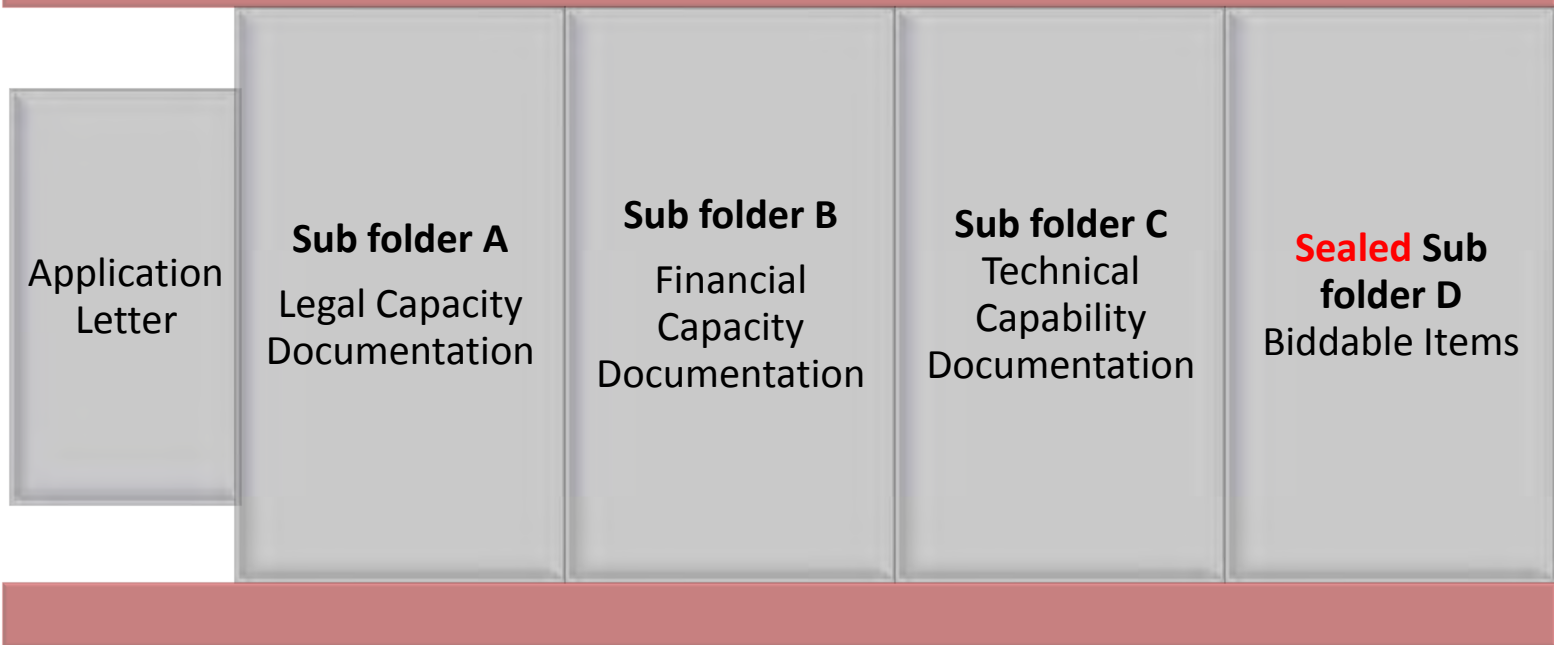 Application
Letter
Sub folder A
Legal Capacity
Documentation
Sub folder B
Financial
Capacity
Documentation
Sub folder C
Technical
Capability
Documentation
Sealed Sub
folder D
Biddable Items